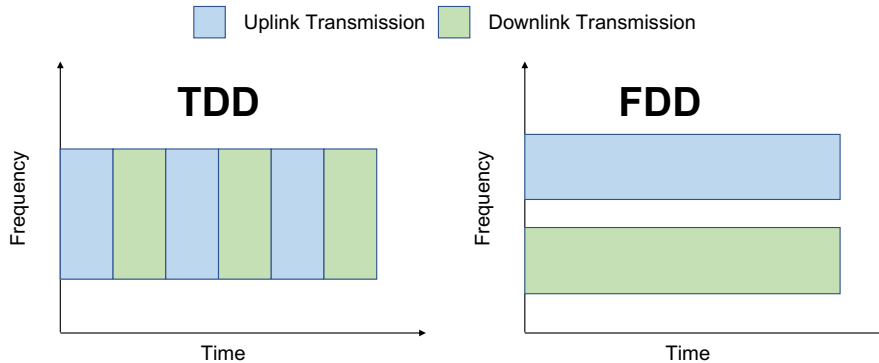 Uplink Transmission Downlink Transmission
TDD
FDD
Frequency
Frequency
Time
Time